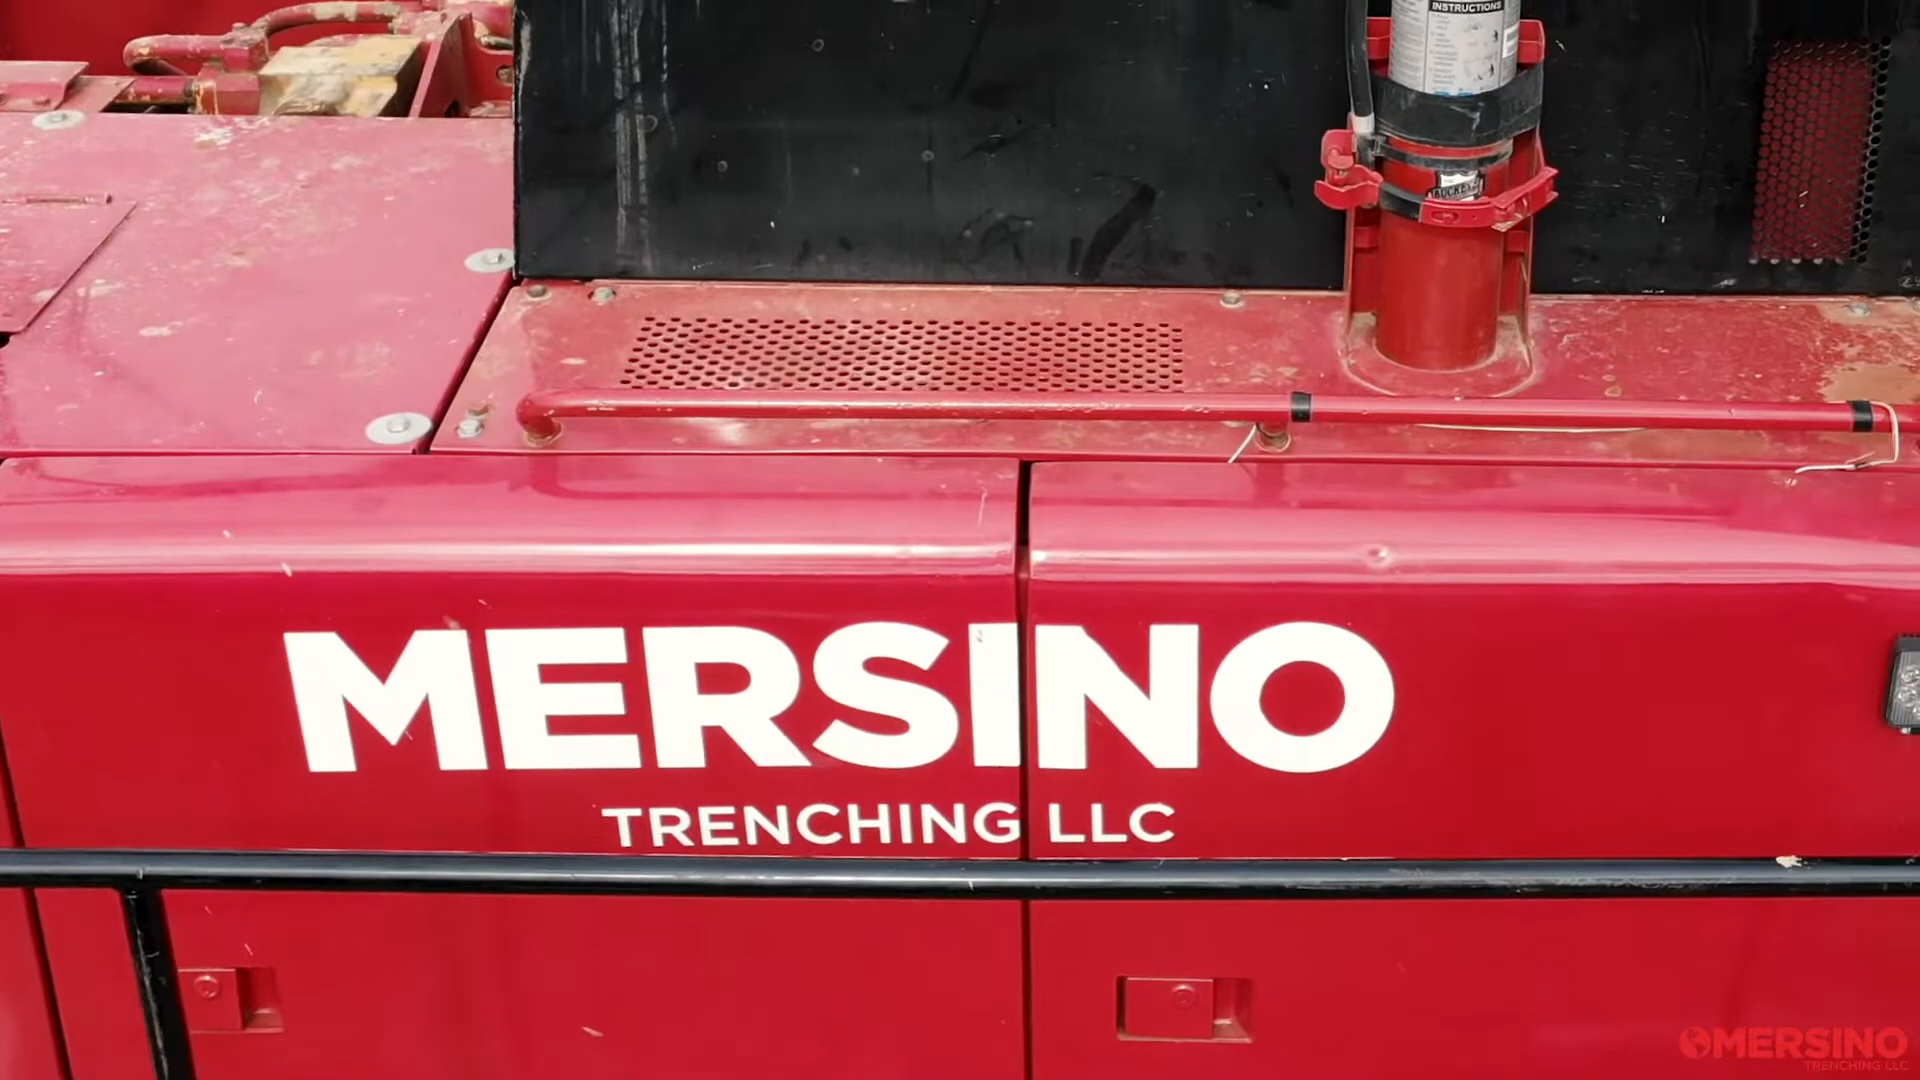 INSTRUCTIONS
MERSINO
TRENCHING LLC
MERSINO
TRENCHING LLC